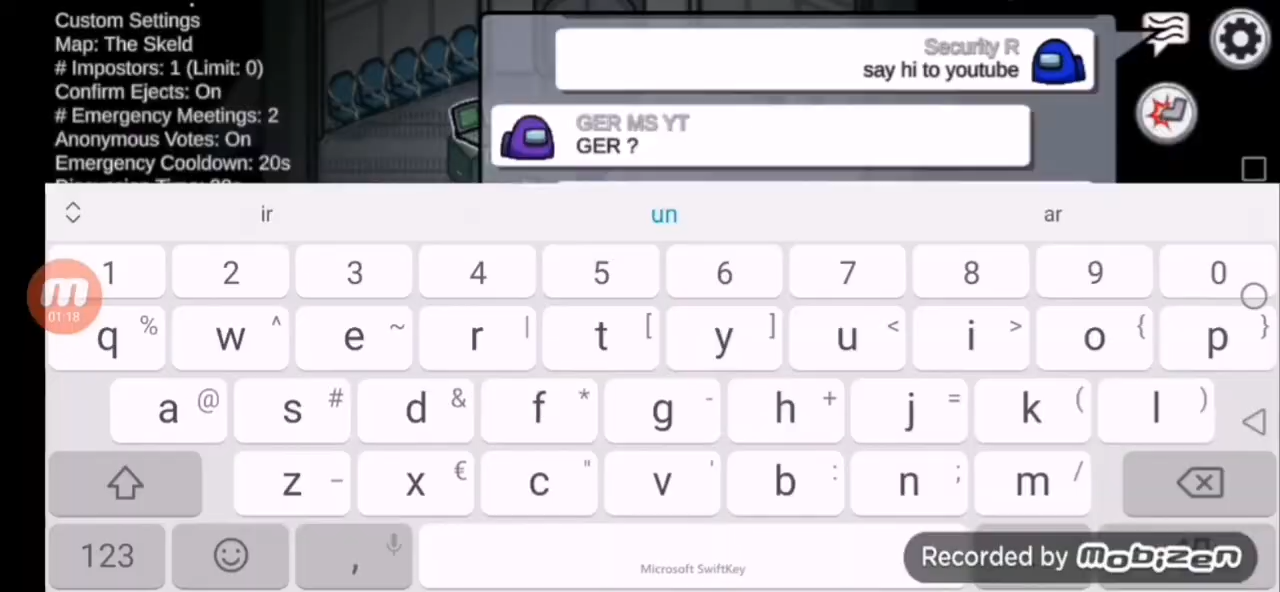 Custom Settings
Map: The Skeld
# Impostors: 1 (Limit: 0)
Confirm Ejects: On
# Emergency Meetings: 2
Anonymous Votes: On
Emergency Cooldown: 20s
Security R
say hi to youtube
GER MS YT
GER ?
ir un ar
1 2 3 4 5 6 7 8 9 0
01:18
q % w ^ e ~ r | t [ y ] u < i > o { p }
a @ s # d & f * g - h + j = k ( l )
z – x € c " v ' b : n ; m /
123 ,
Microsoft SwiftKey
Recorded by mobizen